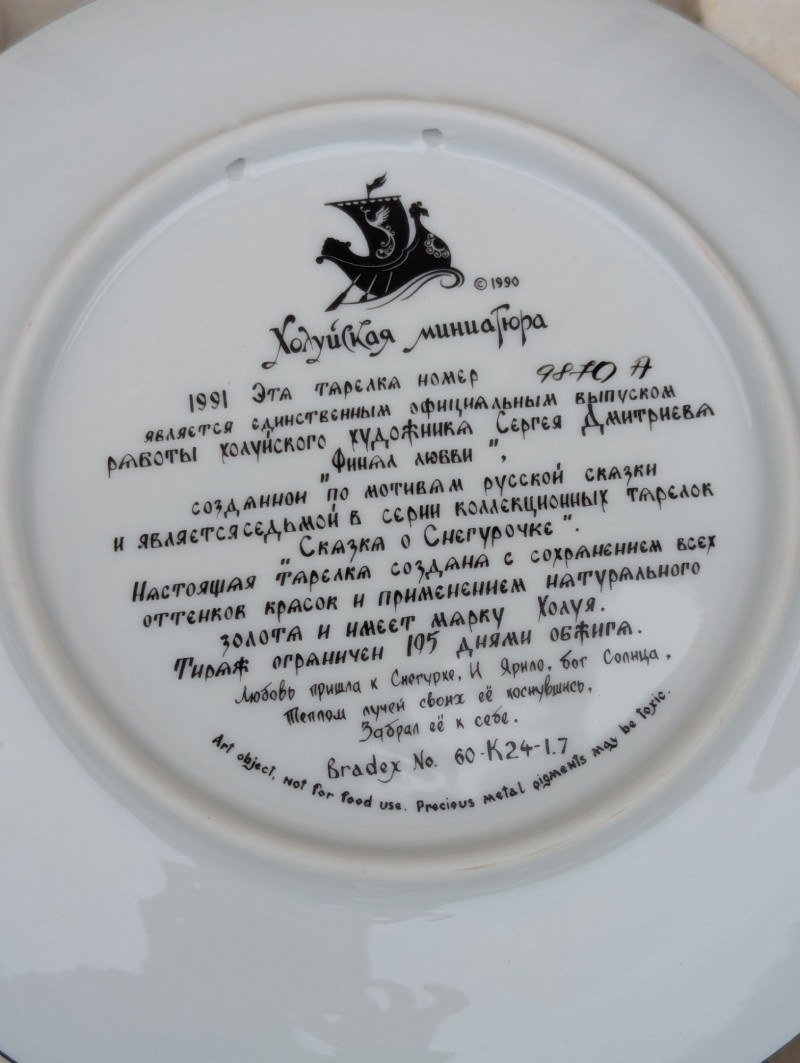 © 1990
Холуйская миниатюра
1991 Эта тарелка номер 9870 А
является единственным официальным выпуском
работы холуйского художника Сергея Дмитриева
"Финал любви",
созданной по мотивам русской сказки
и является седьмой в серии коллекционных тарелок
"Сказка о Снегурочке".
Настоящая тарелка создана с сохранением всех
оттенков красок и применением натурального
золота и имеет марку Холуя.
Тираж ограничен 195 днями обжига.
Любовь пришла к Снегурке, И Ярило, бог Солнца,
Теплом лучей своих её коснувшись,
Забрал её к себе.
Bradex No. 60-K24-1.7
Art object, not for food use. Precious metal pigments may be toxic.